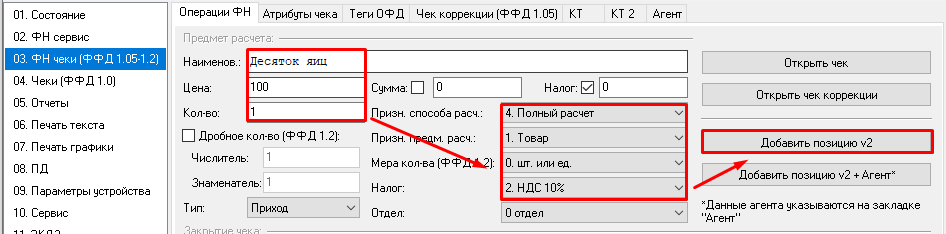 01. Состояние
02. ФН сервис
03. ФН чеки (ФФД 1.05-1.2)
04. Чеки (ФФД 1.0)
05. Отчеты
06. Печать текста
07. Печать графики
08. ПД
09. Параметры устройства
10. Сервис
Операции ФН Атрибуты чека Теги ОФД Чек коррекции (ФФД 1.05) КТ КТ 2 Агент
Предмет расчета:
Наименов.: Десяток яиц
Цена: 100 Сумма: 0 Налог: 0
Кол-во: 1 Призн. способа расч.: 4. Полный расчет
Дробное кол-во (ФФД 1.2): Призн. предм. расч.: 1. Товар
Числитель: 1 Мера кол-ва (ФФД 1.2): 0. шт. или ед.
Знаменатель: 1 Налог: 2. НДС 10%
Тип: Приход Отдел: 0 отдел
Закрытие чека:
Открыть чек
Открыть чек коррекции
Добавить позицию v2
Добавить позицию v2 + Агент*
*Данные агента указываются на закладке
"Агент"